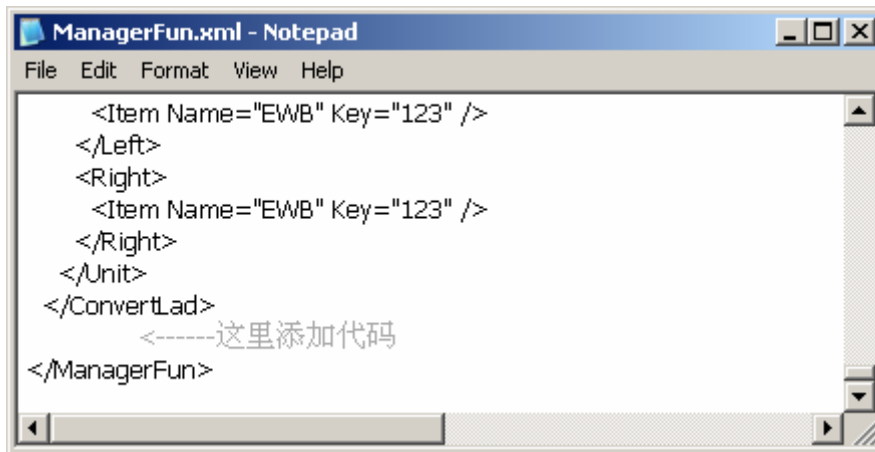 ManagerFun.xml - Notepad
File Edit Format View Help
<Item Name="EWB" Key="123" />
</Left>
<Right>
<Item Name="EWB" Key="123" />
</Right>
</Unit>
</ConvertLad>
<------这里添加代码
</ManagerFun>